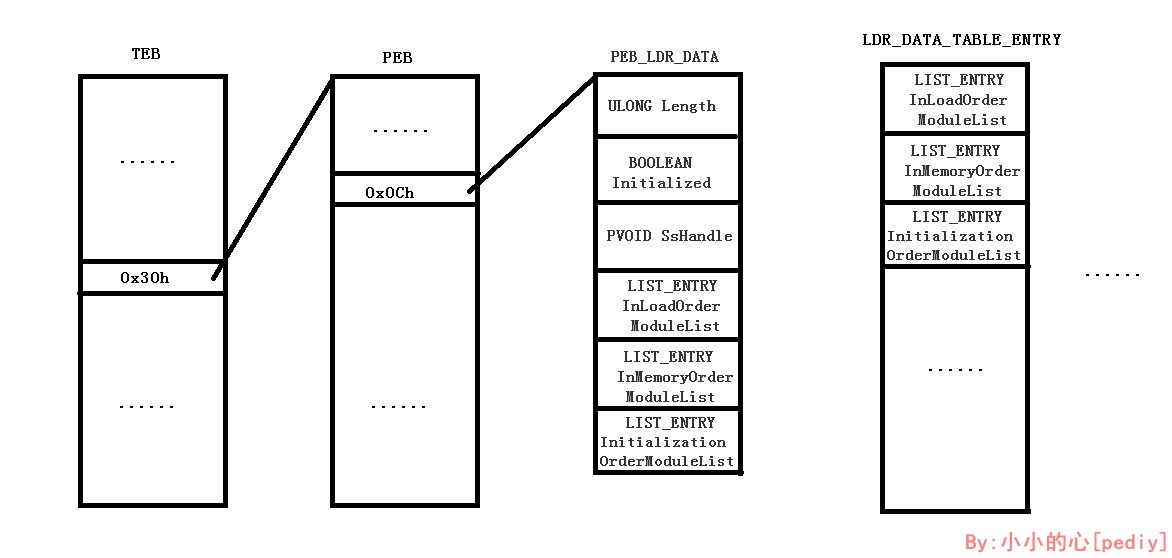 TEB
......
0x30h
......
PEB
......
0x0Ch
......
PEB_LDR_DATA
ULONG Length
BOOLEAN
Initialized
PVOID SsHandle
LIST_ENTRY
InLoadOrder
ModuleList
LIST_ENTRY
InMemoryOrder
ModuleList
LIST_ENTRY
Initialization
OrderModuleList
LDR_DATA_TABLE_ENTRY
LIST_ENTRY
InLoadOrder
ModuleList
LIST_ENTRY
InMemoryOrder
ModuleList
LIST_ENTRY
Initialization
OrderModuleList
......
......
By:小小的心[pediy]